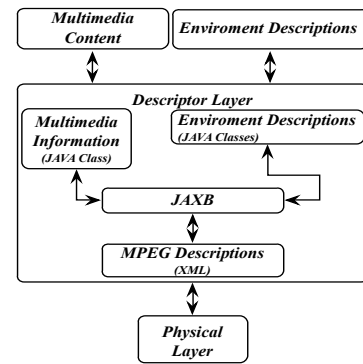 Multimedia
Content
Enviroment Descriptions
Descriptor Layer
Multimedia
Information
(JAVA Class)
Enviroment Descriptions
(JAVA Classes)
JAXB
MPEG Descriptions
(XML)
Physical
Layer